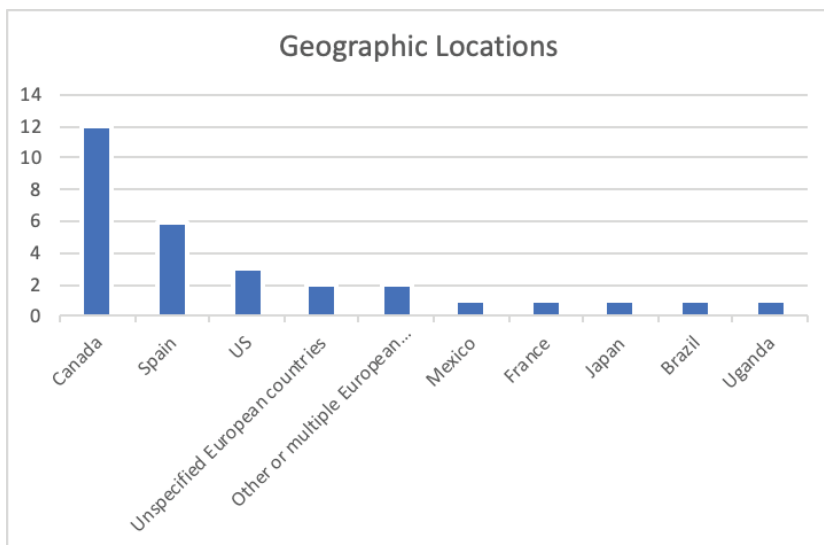 Geographic Locations
14
12
10
8
6
4
2
0
Canada
Spain
US
Unspecified European countries
Other or multiple European...
Mexico
France
Japan
Brazil
Uganda